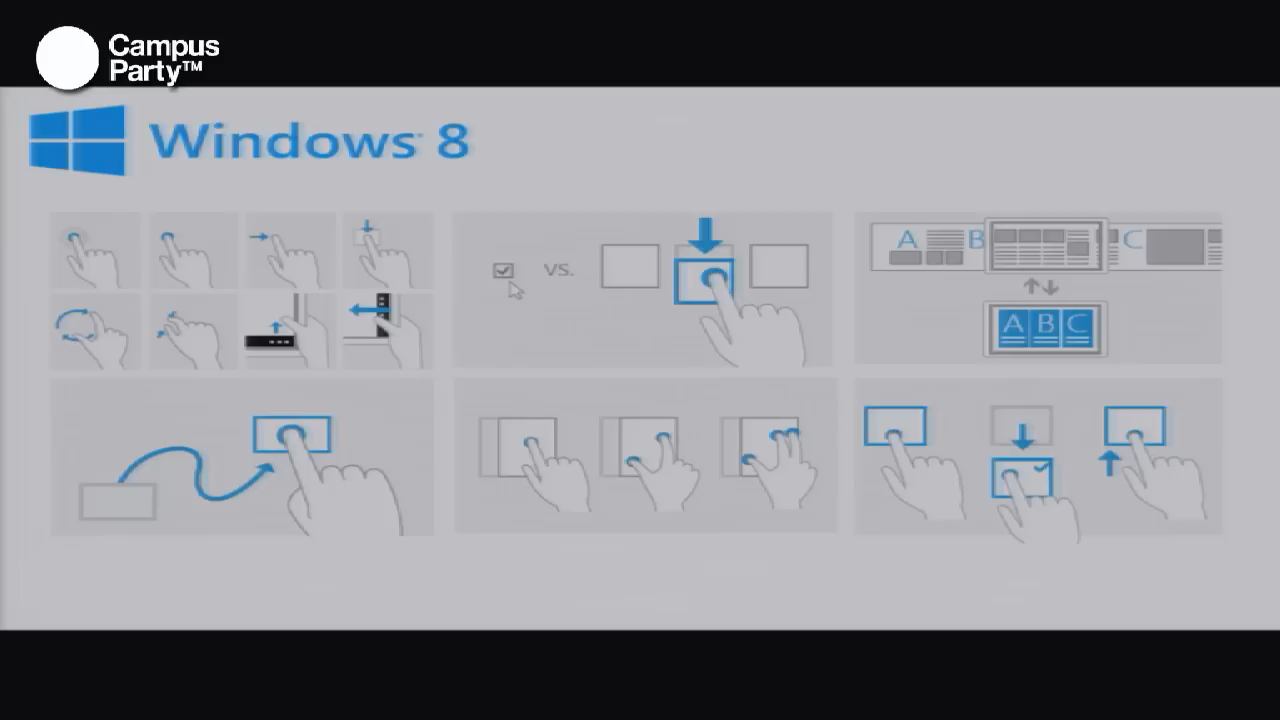 Campus
Party™
Windows 8
VS.
A
B
C
A B C